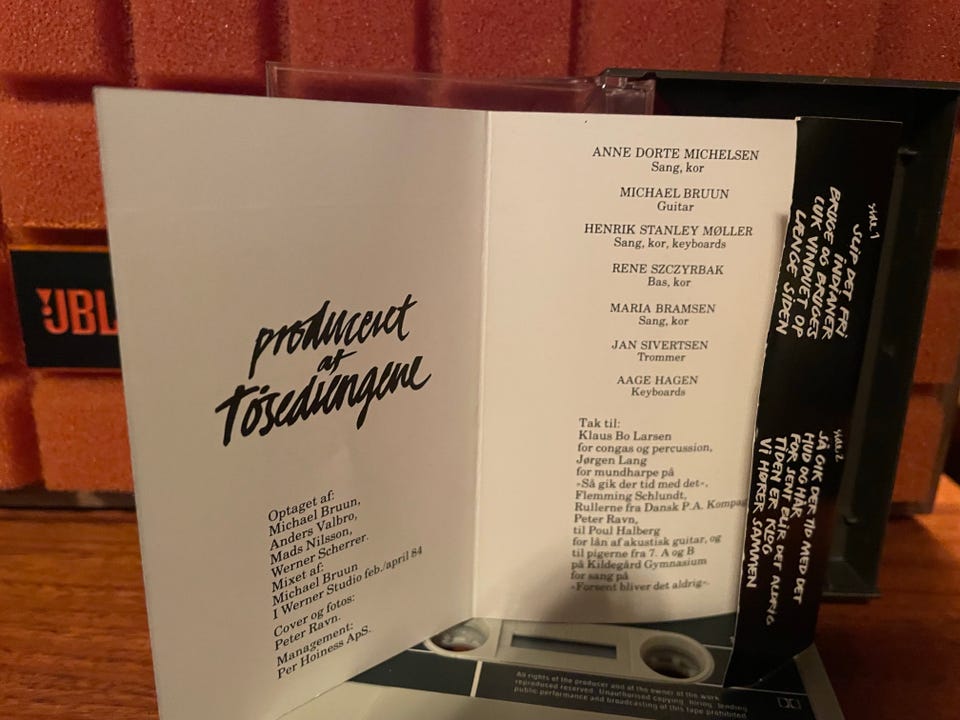 JBL
produceret
af
Tøsedrengene
Optaget af:
Michael Bruun,
Anders Valbro,
Mads Nilsson,
Werner Scherrer.
Mixet af:
Michael Bruun
I Werner Studio feb./april 84
Cover og fotos:
Peter Ravn.
Management:
Per Hoiness ApS.
ANNE DORTE MICHELSEN
Sang, kor
MICHAEL BRUUN
Guitar
HENRIK STANLEY MØLLER
Sang, kor, keyboards
RENE SZCZYRBAK
Bas, kor
MARIA BRAMSEN
Sang, kor
JAN SIVERTSEN
Trommer
AAGE HAGEN
Keyboards
Tak til:
Klaus Bo Larsen
for congas og percussion,
Jørgen Lang
for mundharpe på
»Så gik der tid med det«,
Flemming Schlundt,
Rullerne fra Dansk P.A. Kompag
Peter Ravn,
til Poul Halberg
for lån af akustisk guitar, og
til pigerne fra 7. A og B
på Kildegård Gymnasium
for sang på
»Forsent bliver det aldrig«.
side 1
SLIP DET FRI
INDIANER
BRUGE OG BRUGES
LUK VINDUET OP
LÆNGE SIDEN
side 2
SÅ GIK DER TID MED DET
HUD OG HÅR
FOR SENT BLIR DET ALDRIG
TIDEN ER KLOG
VI HØRER SAMMEN
All rights of the producer and of the owner of the work
reproduced reserved. Unauthorised copying, hiring, lending
public performance and broadcasting of this tape prohibited